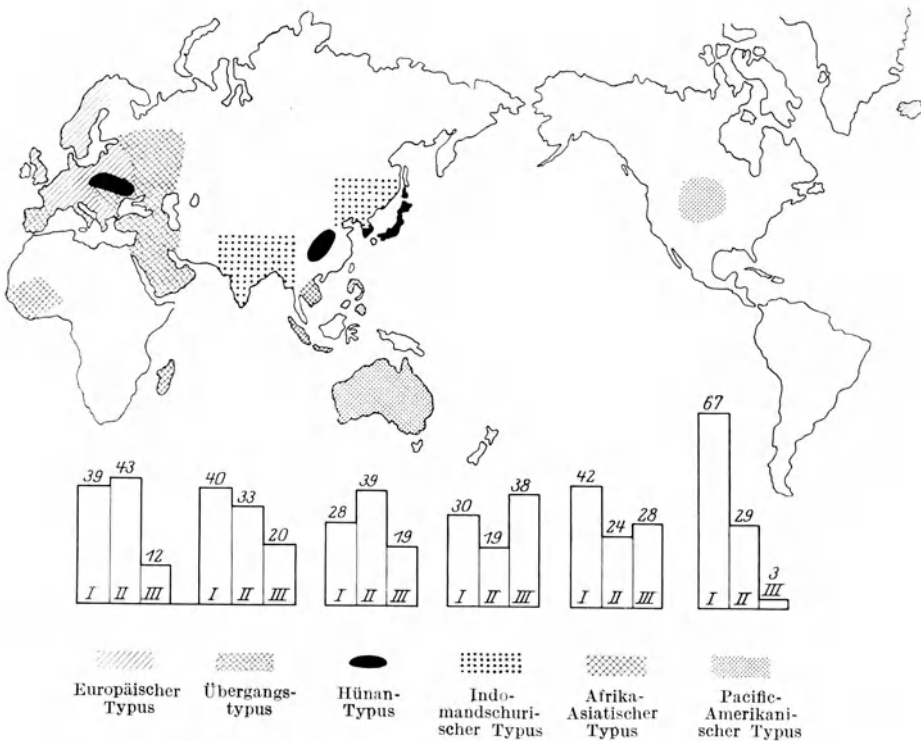 39 43 12
I II III
40 33 20
I II III
28 39 19
I II III
30 19 38
I II III
42 24 28
I II III
67 29 3
I II III
Europäischer
Typus
Übergangs-
typus
Hünan-
Typus
Indo-
mandschuri-
scher Typus
Afrika-
Asiatischer
Typus
Pacific-
Amerikani-
scher Typus